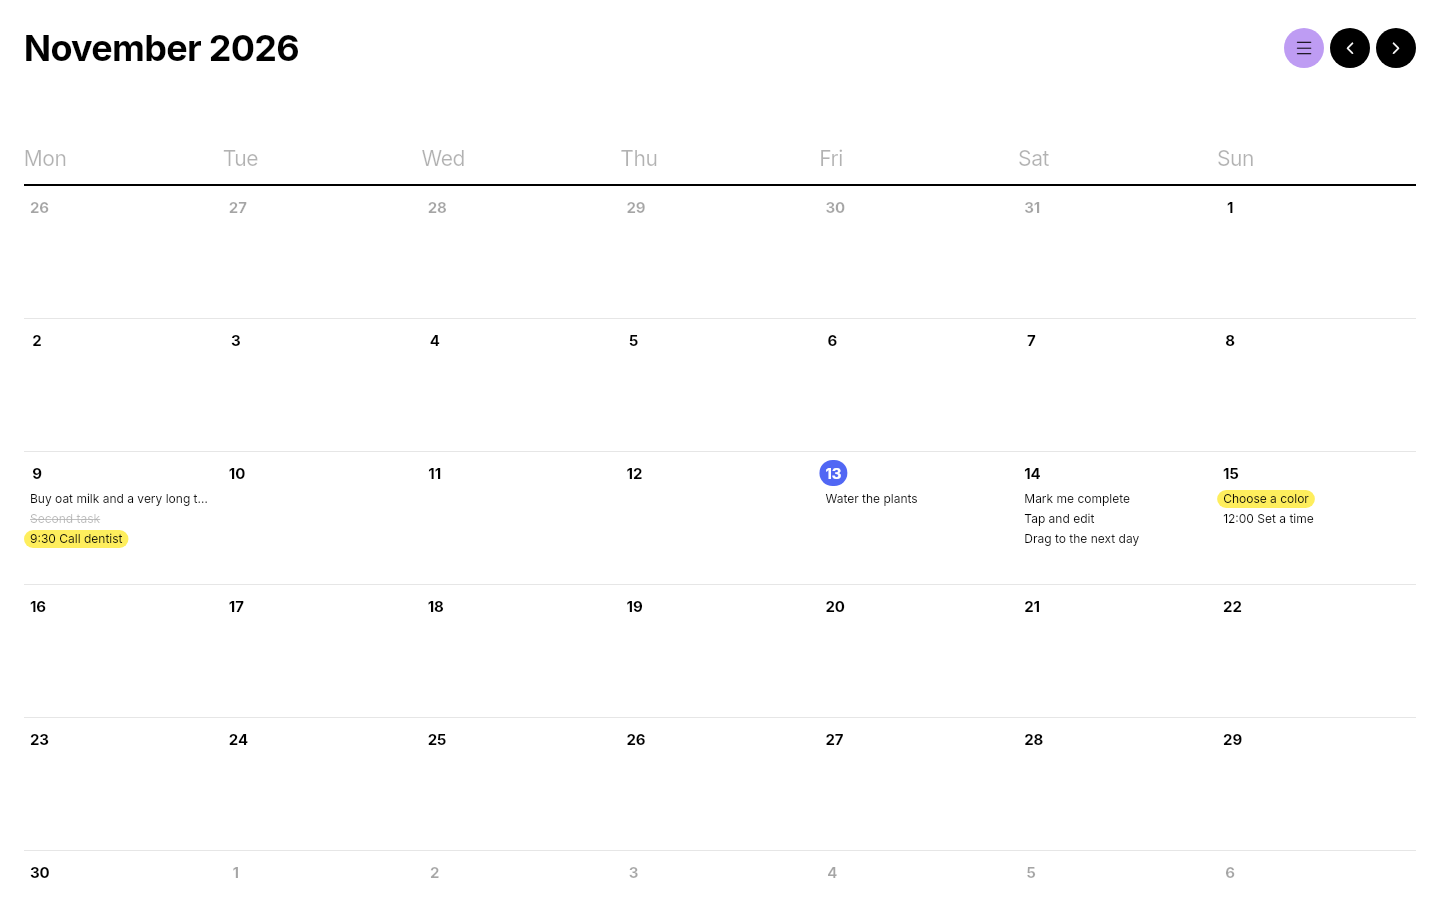 November 2026
Mon Tue Wed Thu Fri Sat Sun
26 27 28 29 30 31 1
2 3 4 5 6 7 8
9 10 11 12 13 14 15
Buy oat milk and a very long t... Water the plants Mark me complete Choose a color
Second task Tap and edit 12:00 Set a time
9:30 Call dentist Drag to the next day
16 17 18 19 20 21 22
23 24 25 26 27 28 29
30 1 2 3 4 5 6